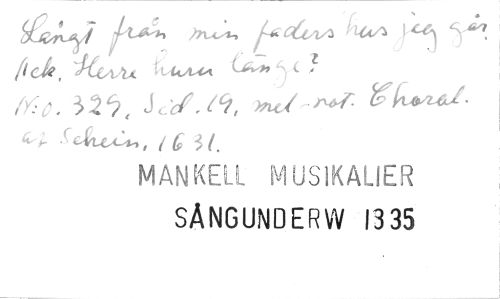 Långt från min faders hus jag går,
Ack, Herre huru länge?
N:o. 329, Sid. 19, mel-not. Choral.
af Schein, 1631.
MANKELL MUSIKALIER
SÅNGUNDERW 1335